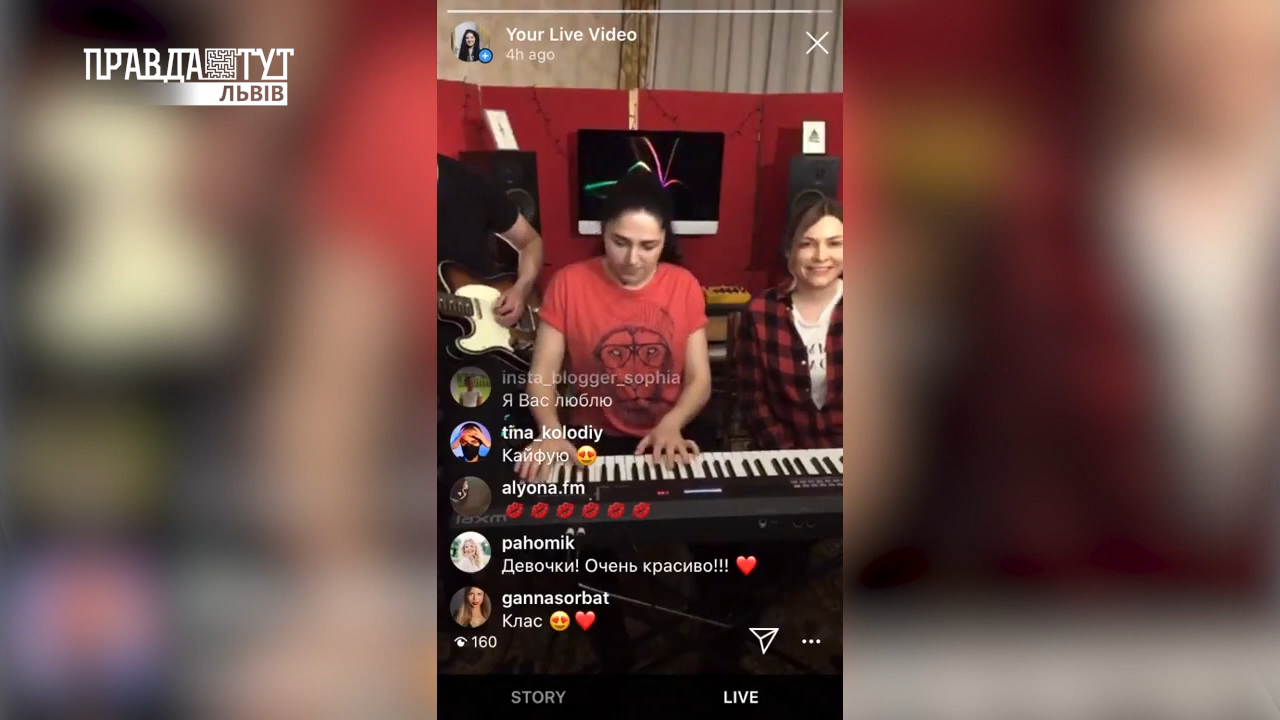 ПРАВДА ТУТ
ЛЬВІВ
Your Live Video
4h ago
insta_blogger_sophia
Я Вас люблю
tina_kolodiy
Кайфую 😍
alyona.fm
💋 💋 💋 💋 💋 💋
pahomik
Девочки! Очень красиво!!! ❤️
gannasorbat
Клас 😍❤️
160
STORY
LIVE